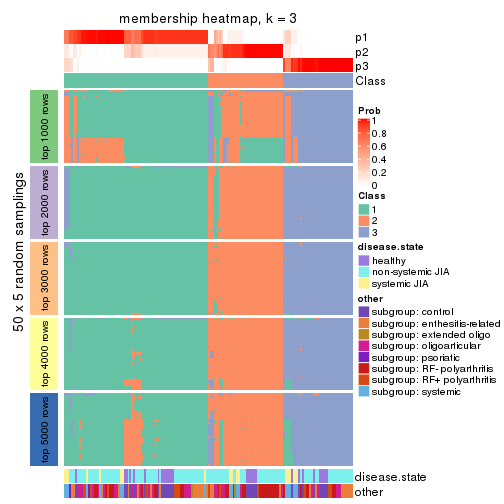 membership heatmap, k = 3
p1
p2
p3
Class
50 x 5 random samplings
top 1000 rows
top 2000 rows
top 3000 rows
top 4000 rows
top 5000 rows
disease.state
other
Prob
1
0.8
0.6
0.4
0.2
0
Class
1
2
3
disease.state
healthy
non-systemic JIA
systemic JIA
other
subgroup: control
subgroup: enthesitis-related
subgroup: extended oligo
subgroup: oligoarticular
subgroup: psoriatic
subgroup: RF- polyarthritis
subgroup: RF+ polyarthritis
subgroup: systemic